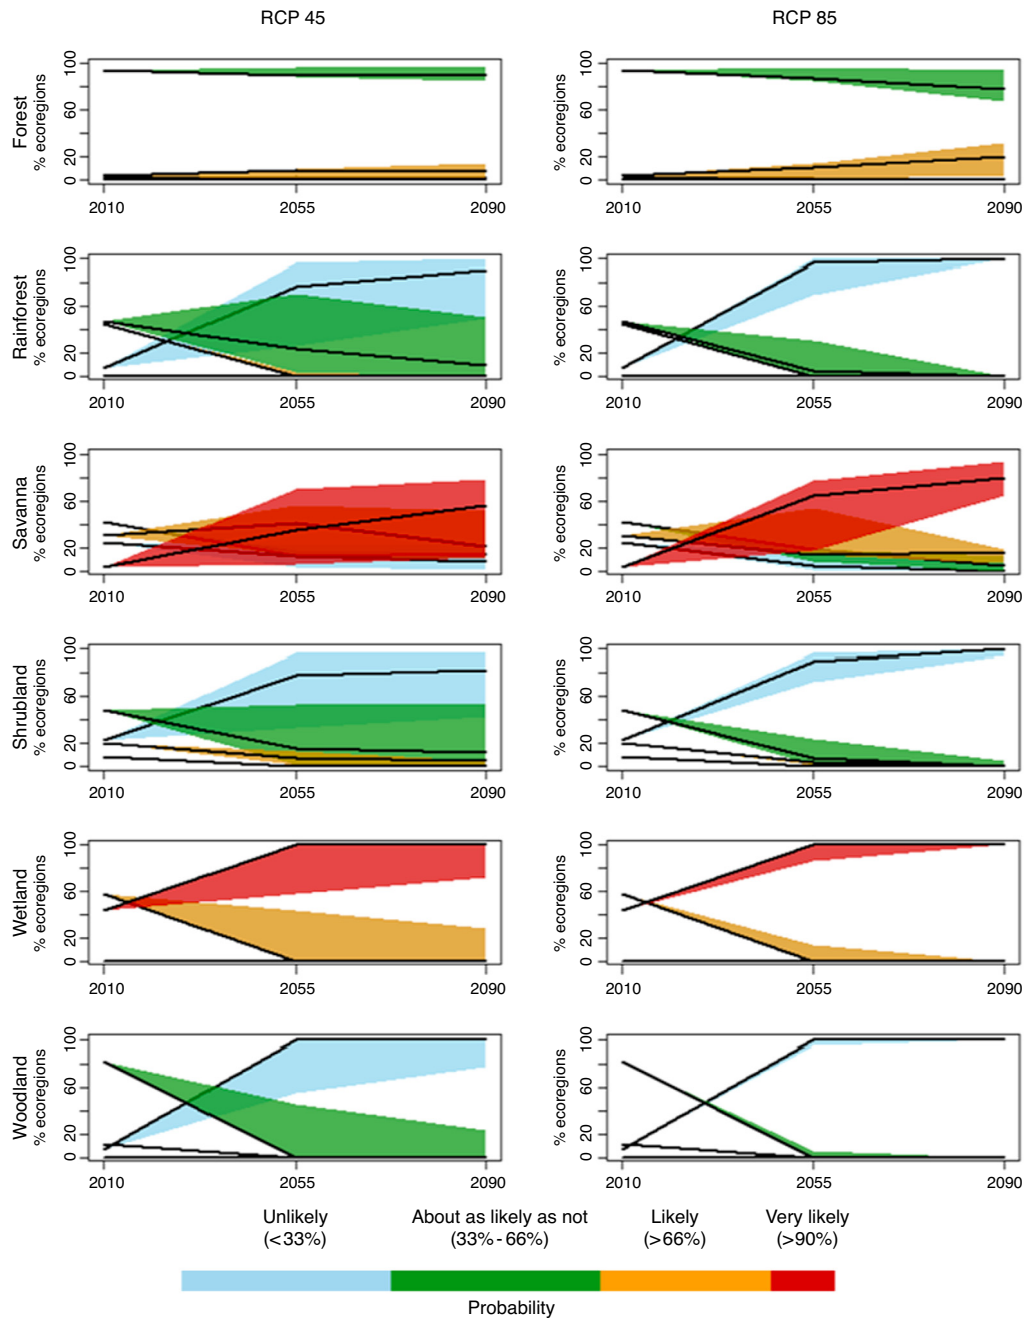 RCP 45
RCP 85
Forest
% ecoregions
0 20 60 100
2010 2055 2090
% ecoregions
0 20 60 100
2010 2055 2090
Rainforest
% ecoregions
0 20 60 100
2010 2055 2090
% ecoregions
0 20 60 100
2010 2055 2090
Savanna
% ecoregions
0 20 60 100
2010 2055 2090
% ecoregions
0 20 60 100
2010 2055 2090
Shrubland
% ecoregions
0 20 60 100
2010 2055 2090
% ecoregions
0 20 60 100
2010 2055 2090
Wetland
% ecoregions
0 20 60 100
2010 2055 2090
% ecoregions
0 20 60 100
2010 2055 2090
Woodland
% ecoregions
0 20 60 100
2010 2055 2090
% ecoregions
0 20 60 100
2010 2055 2090
Unlikely
(<33%)
About as likely as not
(33%-66%)
Likely
(>66%)
Very likely
(>90%)
Probability